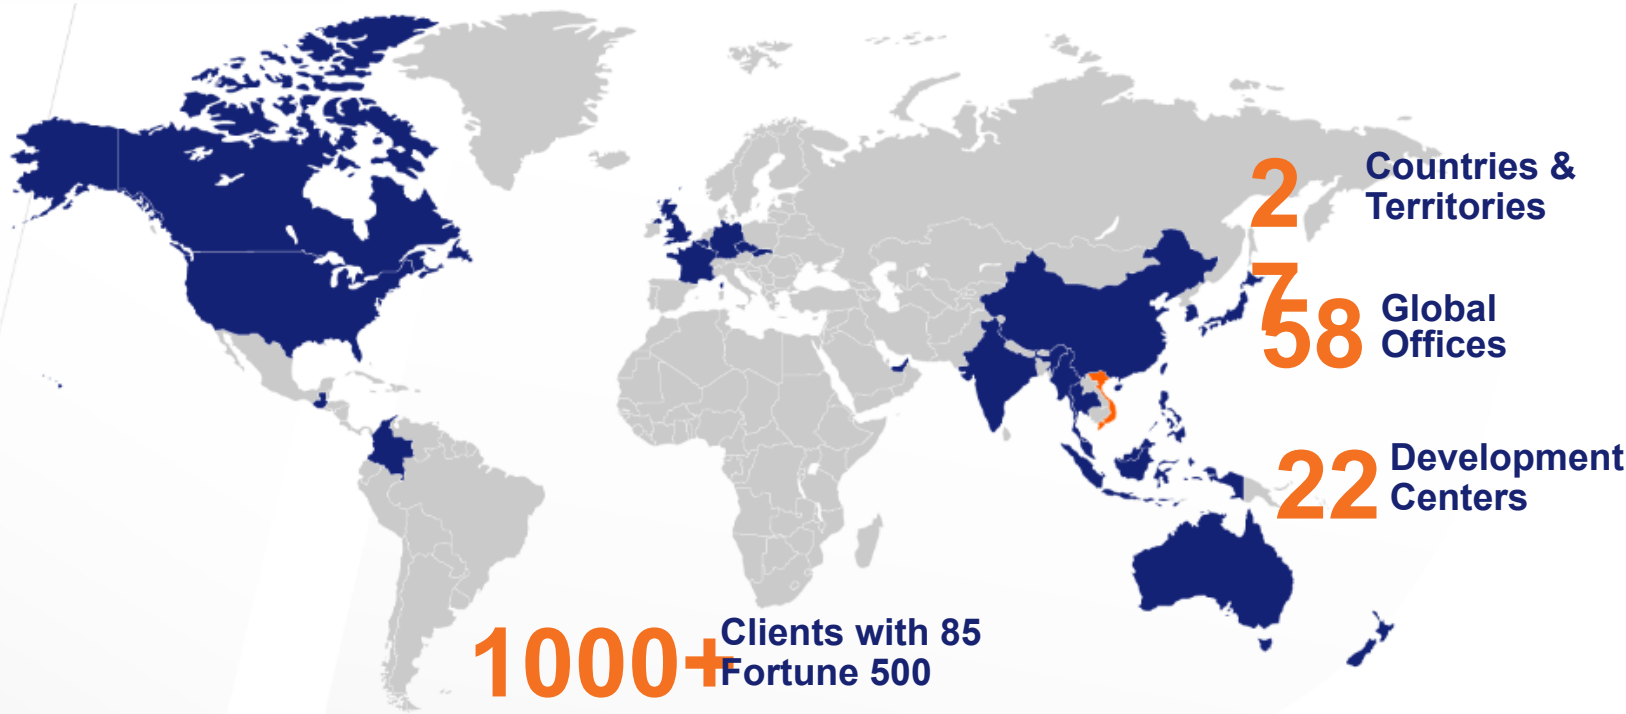 2
Countries &
Territories
7
58
Global
Offices
22
Development
Centers
1000+
Clients with 85
Fortune 500